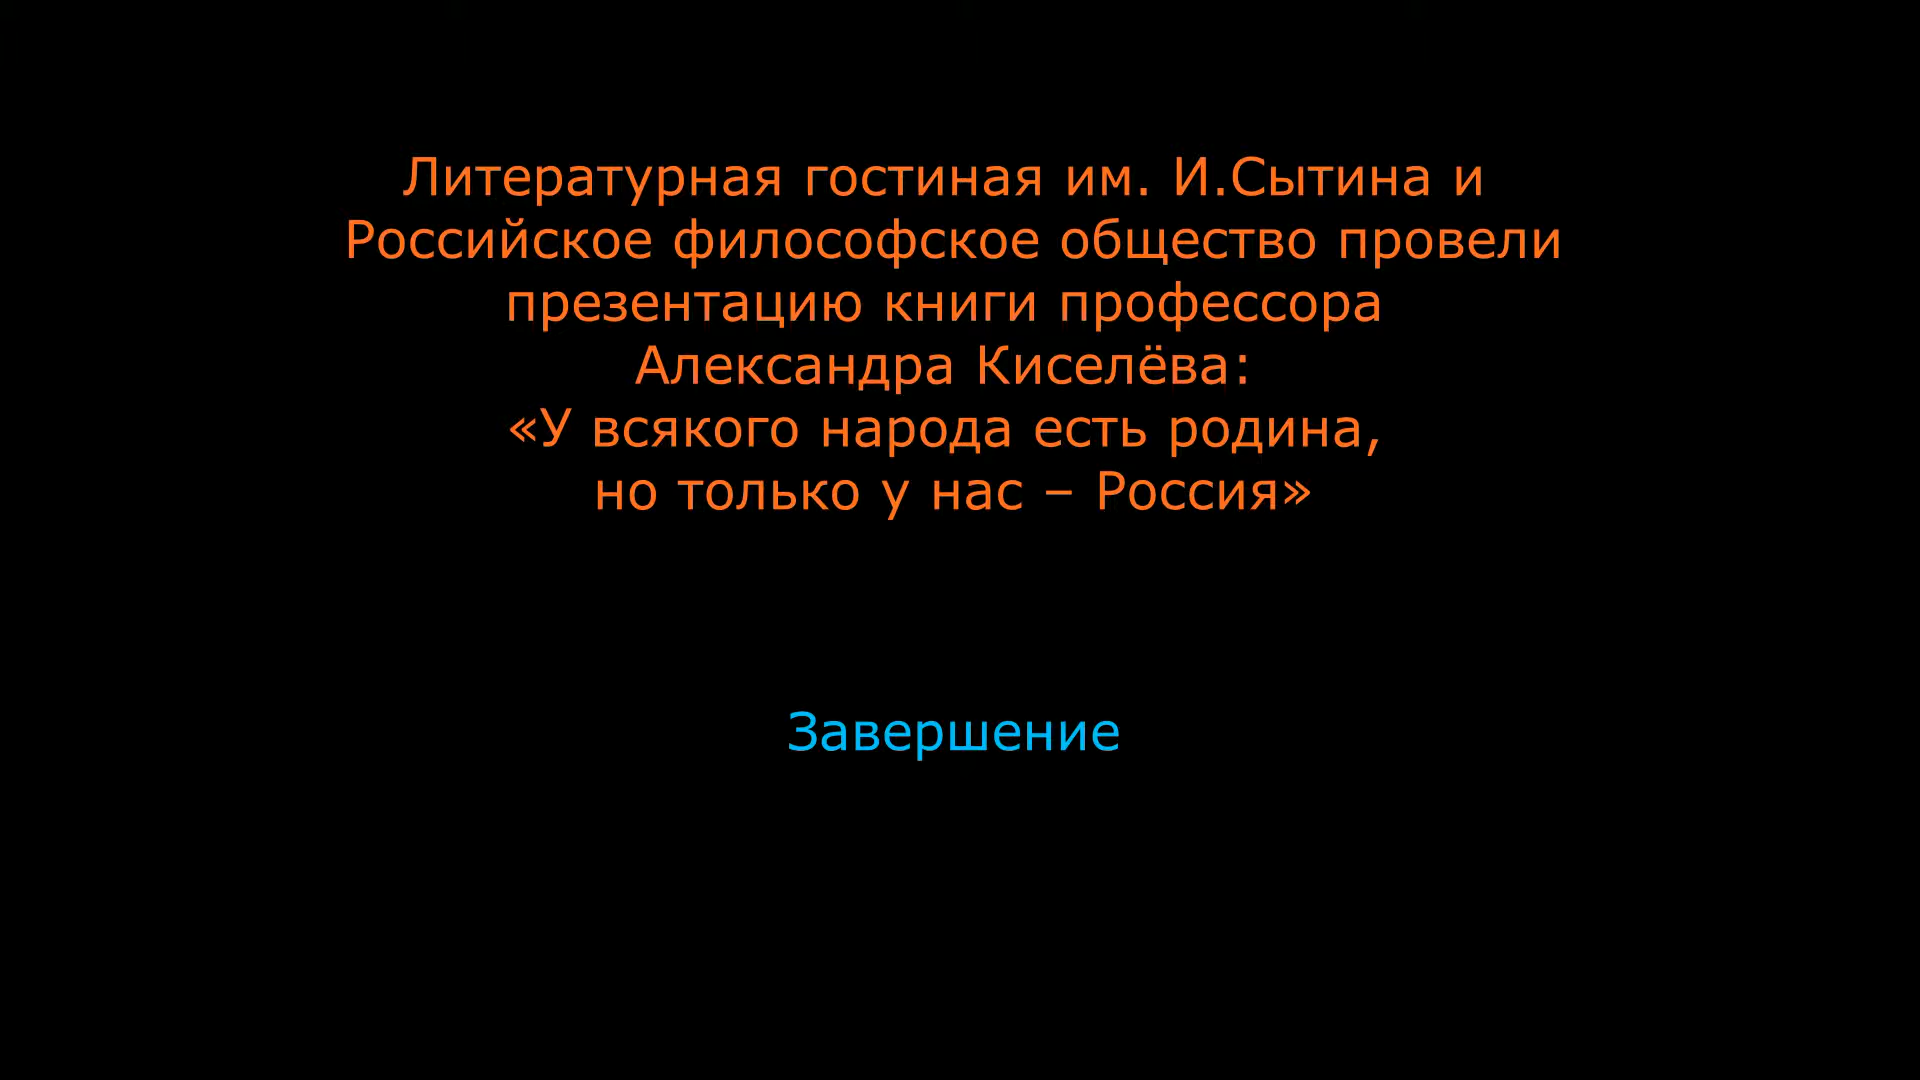 Литературная гостиная им. И.Сытина и
Российское философское общество провели
презентацию книги профессора
Александра Киселёва:
«У всякого народа есть родина,
но только у нас – Россия»
Завершение